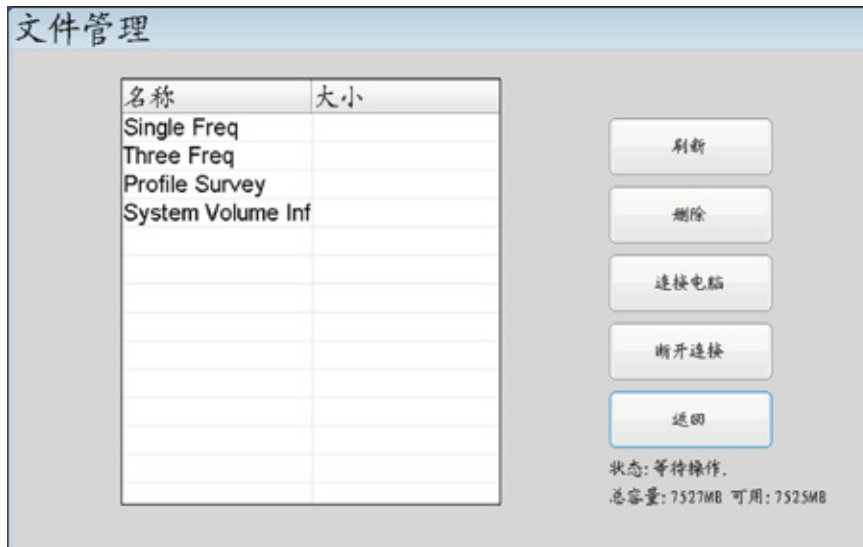 文件管理
名称 大小
Single Freq
Three Freq
Profile Survey
System Volume Inf
刷新
删除
连接电脑
断开连接
返回
状态:等待操作.
总容量:7527MB 可用:7525MB